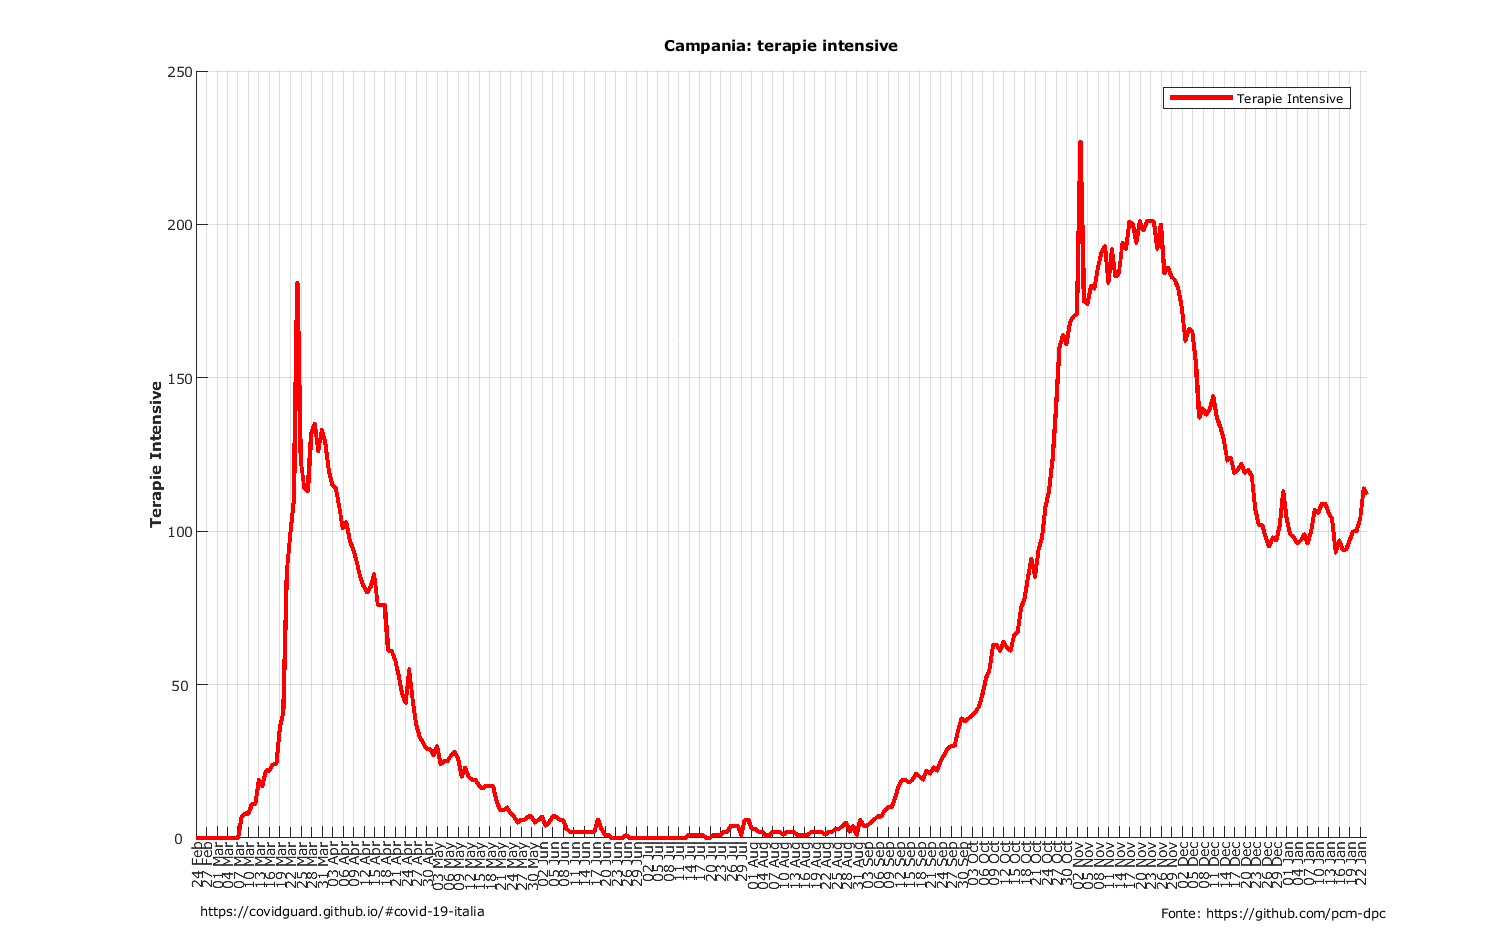 Campania: terapie intensive
Terapie Intensive
Terapie Intensive
250
200
150
100
50
0
24 Feb
27 Feb
01 Mar
04 Mar
07 Mar
10 Mar
13 Mar
16 Mar
19 Mar
22 Mar
25 Mar
28 Mar
31 Mar
03 Apr
06 Apr
09 Apr
12 Apr
15 Apr
18 Apr
21 Apr
24 Apr
27 Apr
30 Apr
03 May
06 May
09 May
12 May
15 May
18 May
21 May
24 May
27 May
30 May
02 Jun
05 Jun
08 Jun
11 Jun
14 Jun
17 Jun
20 Jun
23 Jun
26 Jun
29 Jun
02 Jul
05 Jul
08 Jul
11 Jul
14 Jul
17 Jul
20 Jul
23 Jul
26 Jul
29 Jul
01 Aug
04 Aug
07 Aug
10 Aug
13 Aug
16 Aug
19 Aug
22 Aug
25 Aug
28 Aug
31 Aug
03 Sep
06 Sep
09 Sep
12 Sep
15 Sep
18 Sep
21 Sep
24 Sep
27 Sep
30 Sep
03 Oct
06 Oct
09 Oct
12 Oct
15 Oct
18 Oct
21 Oct
24 Oct
27 Oct
30 Oct
02 Nov
05 Nov
08 Nov
11 Nov
14 Nov
17 Nov
20 Nov
23 Nov
26 Nov
29 Nov
02 Dec
05 Dec
08 Dec
11 Dec
14 Dec
17 Dec
20 Dec
23 Dec
26 Dec
29 Dec
01 Jan
04 Jan
07 Jan
10 Jan
13 Jan
16 Jan
19 Jan
22 Jan
https://covidguard.github.io/#covid-19-italia
Fonte: https://github.com/pcm-dpc